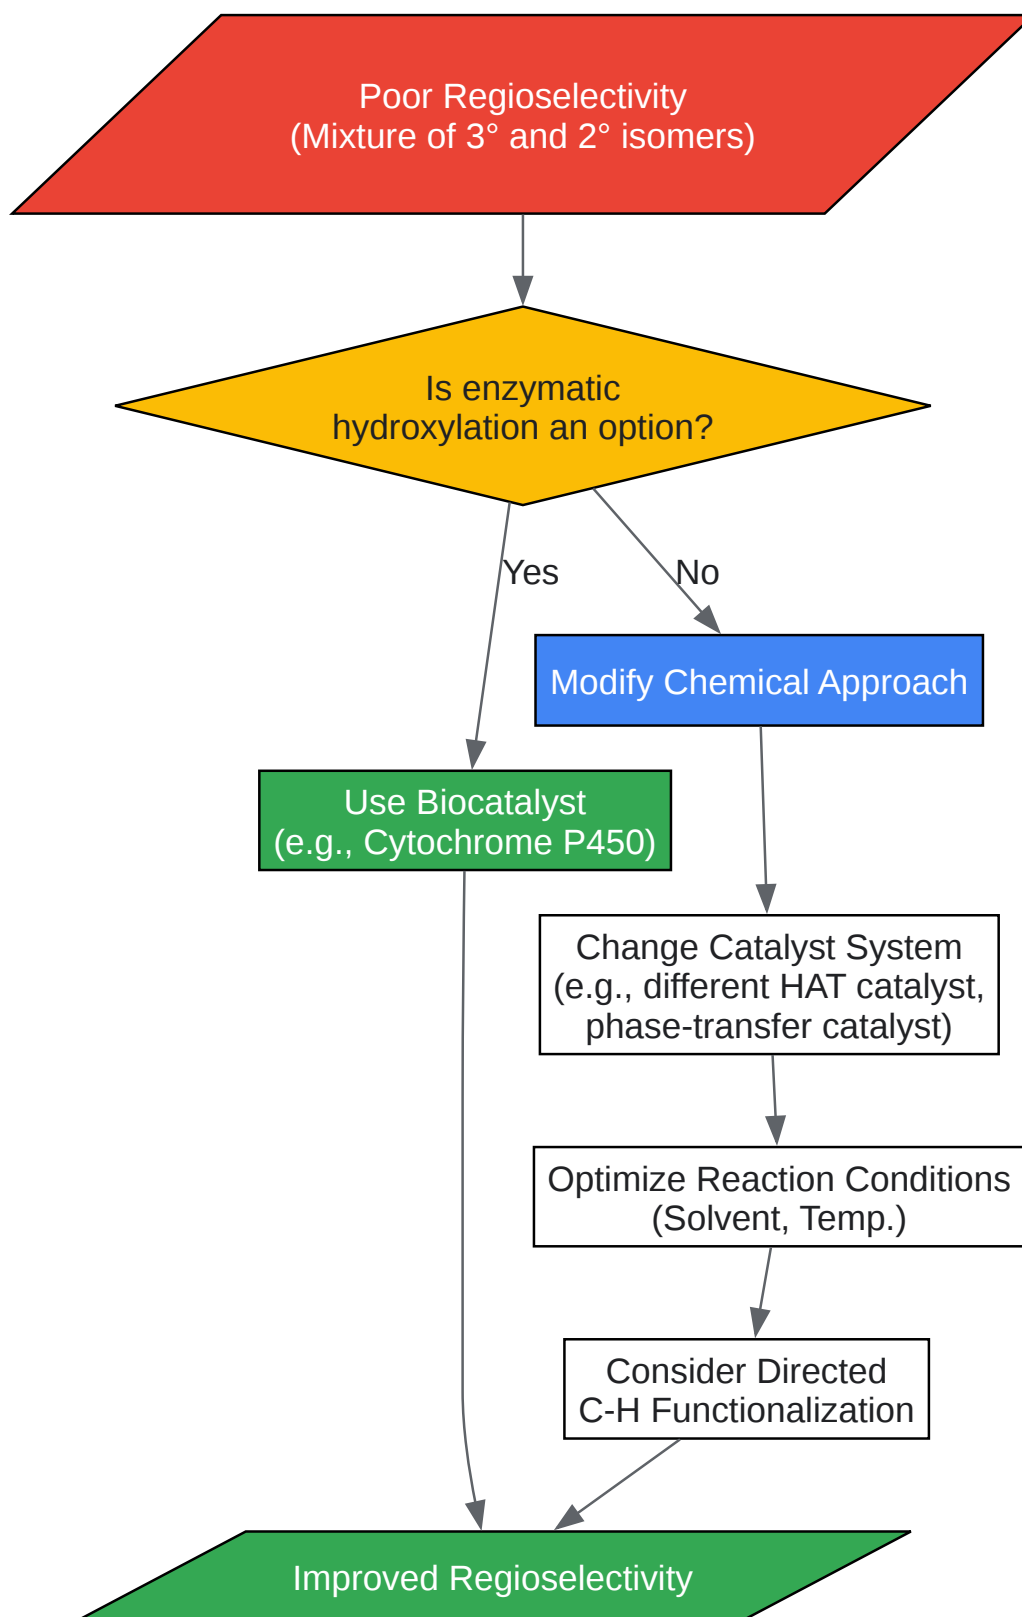 Poor Regioselectivity
(Mixture of 3° and 2° isomers)
Is enzymatic
hydroxylation an option?
Yes
No
Modify Chemical Approach
Use Biocatalyst
(e.g., Cytochrome P450)
Change Catalyst System
(e.g., different HAT catalyst,
phase-transfer catalyst)
Optimize Reaction Conditions
(Solvent, Temp.)
Consider Directed
C-H Functionalization
Improved Regioselectivity